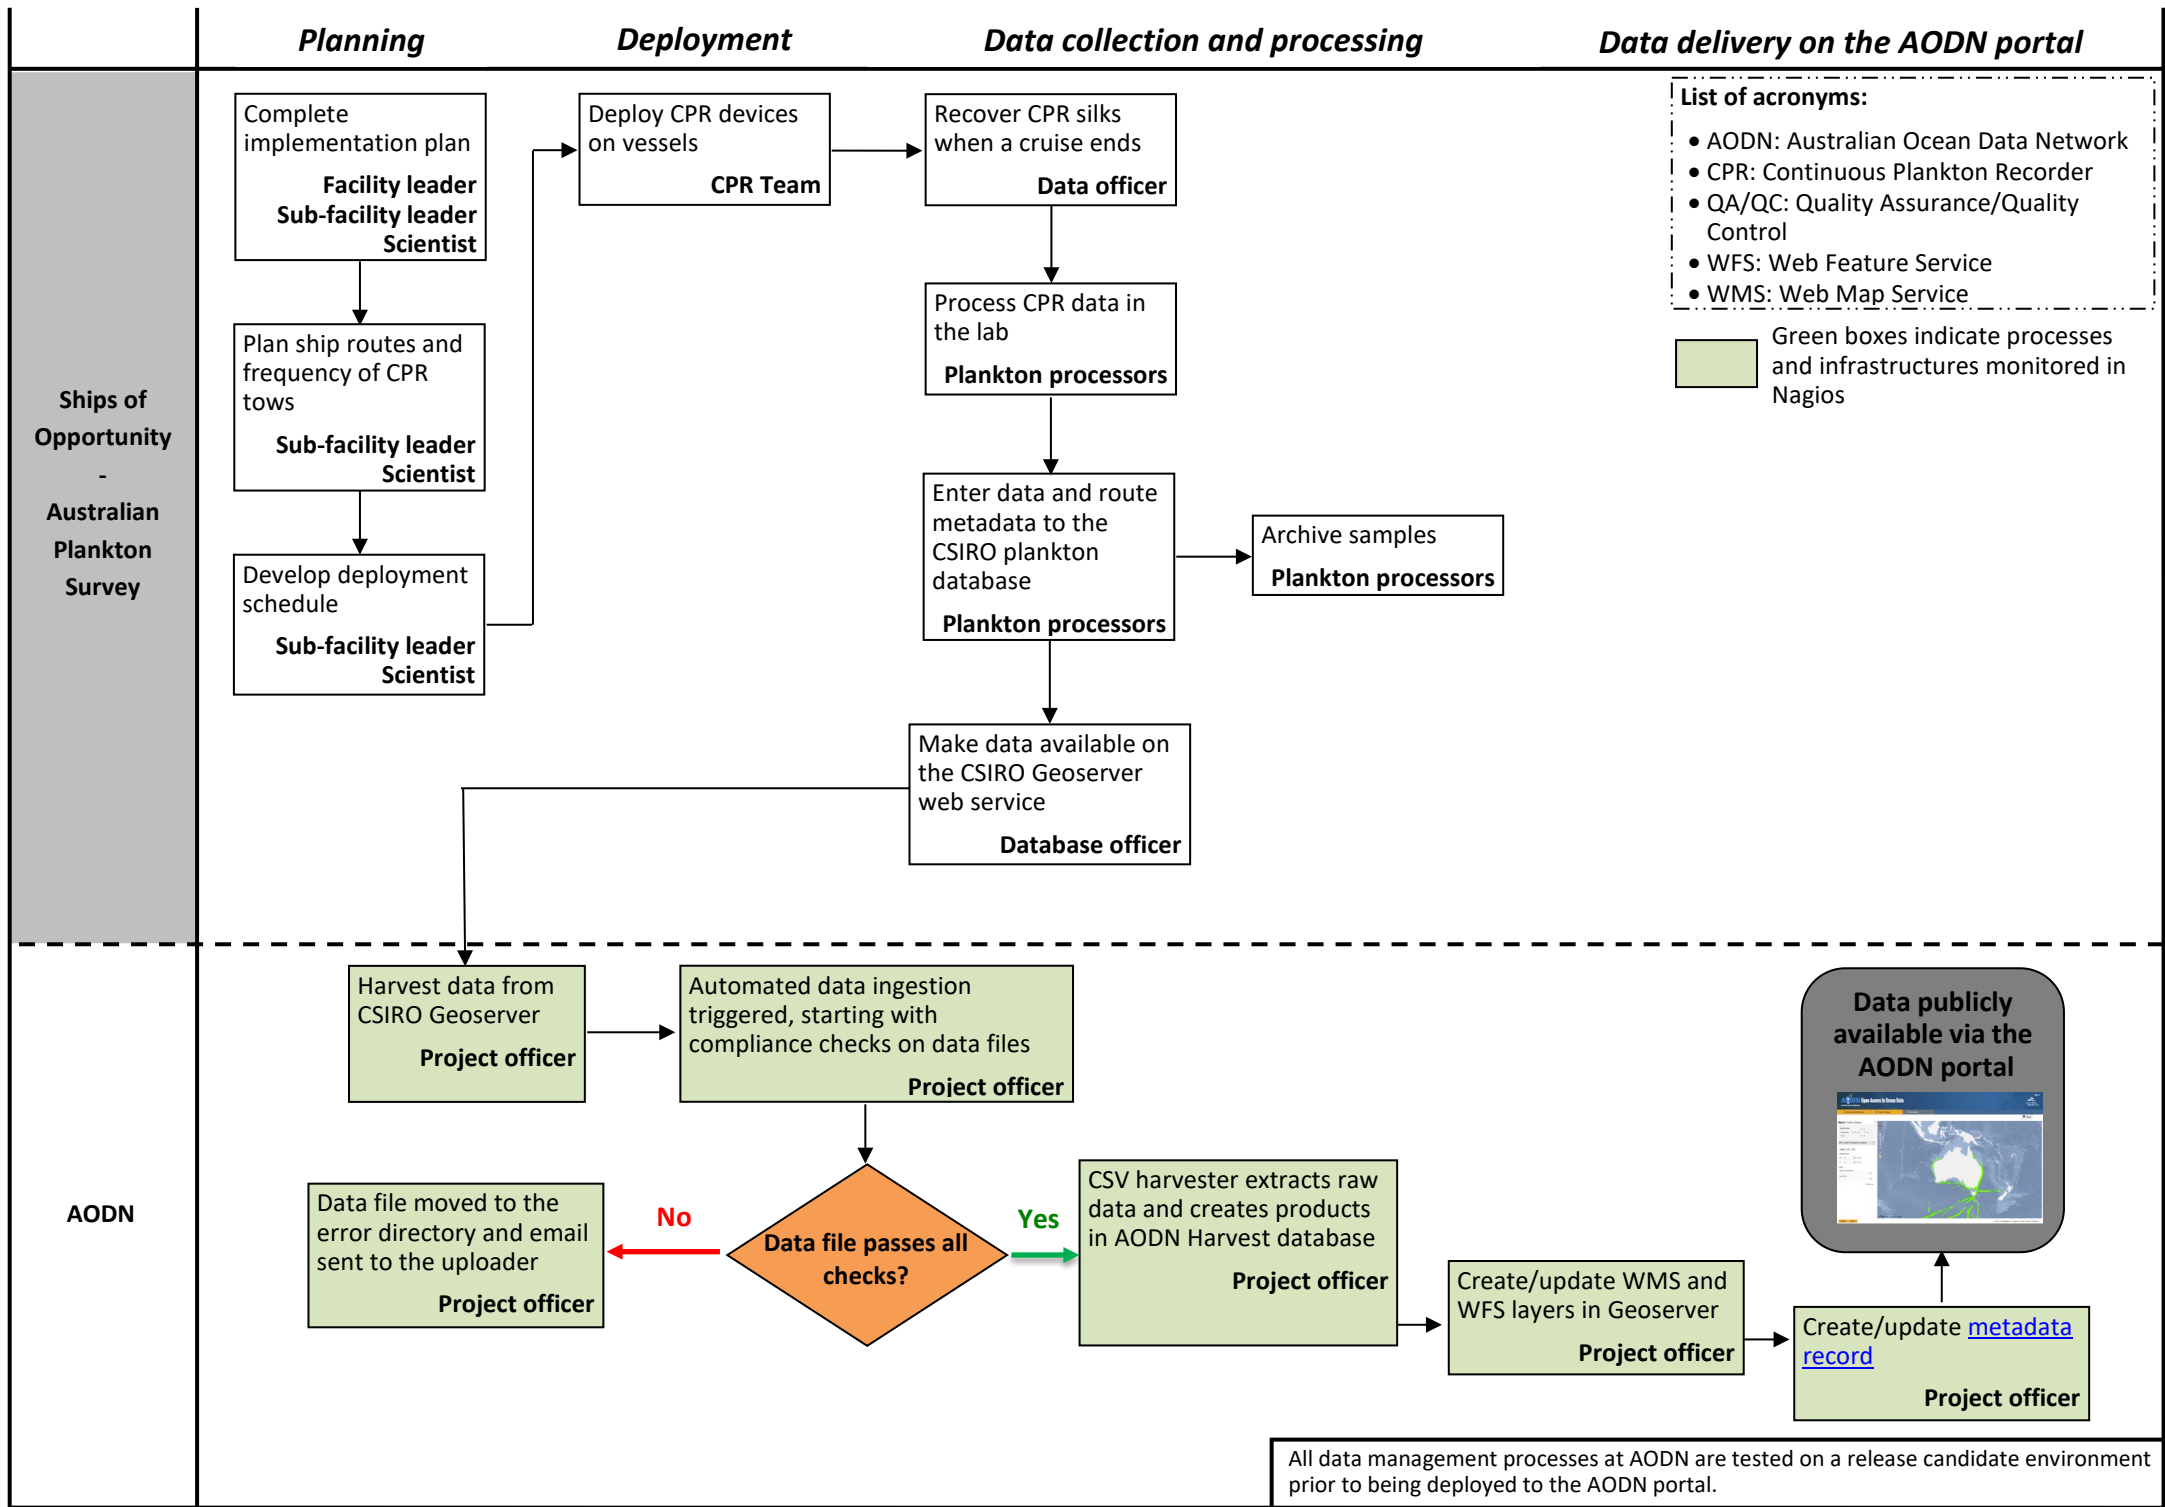 Planning
Deployment
Data collection and processing
Data delivery on the AODN portal
Ships of
Opportunity
-
Australian
Plankton
Survey
Complete
implementation plan
Facility leader
Sub-facility leader
Scientist
Plan ship routes and
frequency of CPR
tows
Sub-facility leader
Scientist
Develop deployment
schedule
Sub-facility leader
Scientist
Deploy CPR devices
on vessels
CPR Team
Recover CPR silks
when a cruise ends
Data officer
Process CPR data in
the lab
Plankton processors
Enter data and route
metadata to the
CSIRO plankton
database
Plankton processors
Archive samples
Plankton processors
Make data available on
the CSIRO Geoserver
web service
Database officer
List of acronyms:
• AODN: Australian Ocean Data Network
• CPR: Continuous Plankton Recorder
• QA/QC: Quality Assurance/Quality
Control
• WFS: Web Feature Service
• WMS: Web Map Service
Green boxes indicate processes
and infrastructures monitored in
Nagios
AODN
Harvest data from
CSIRO Geoserver
Project officer
Automated data ingestion
triggered, starting with
compliance checks on data files
Project officer
Data file passes all
checks?
No
Data file moved to the
error directory and email
sent to the uploader
Project officer
Yes
CSV harvester extracts raw
data and creates products
in AODN Harvest database
Project officer
Create/update WMS and
WFS layers in Geoserver
Project officer
Create/update metadata
record
Project officer
Data publicly
available via the
AODN portal
Open Access to Ocean Data
All data management processes at AODN are tested on a release candidate environment
prior to being deployed to the AODN portal.